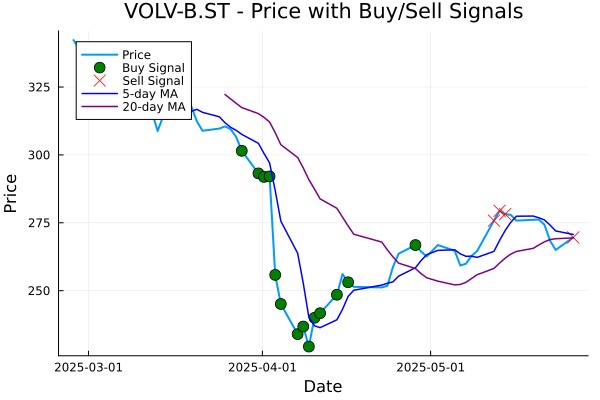 VOLV-B.ST - Price with Buy/Sell Signals
Price
Buy Signal
Sell Signal
5-day MA
20-day MA
325
300
275
250
Price
2025-03-01
2025-04-01
2025-05-01
Date